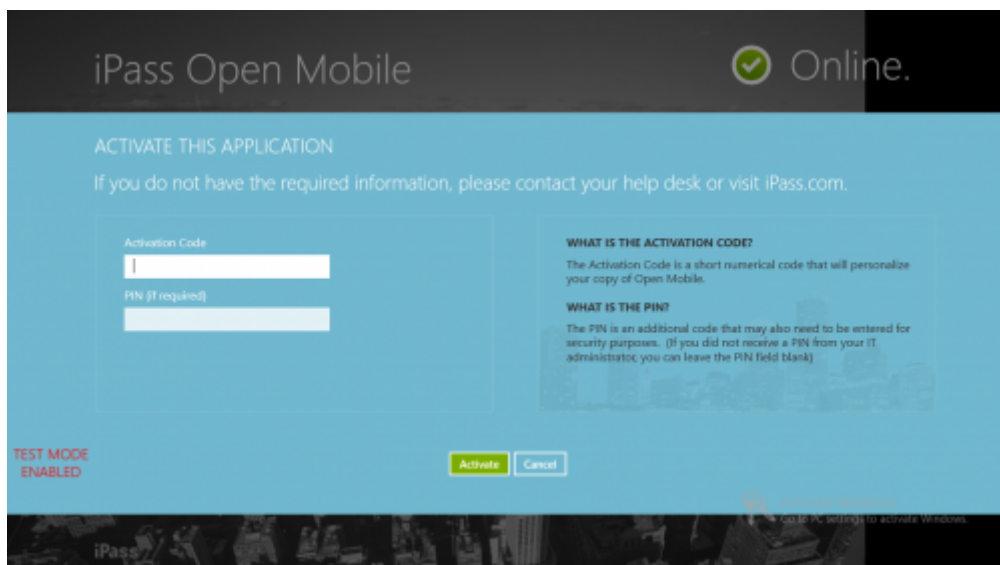 iPass Open Mobile
Online.
ACTIVATE THIS APPLICATION
If you do not have the required information, please contact your help desk or visit iPass.com.
Activation Code
PIN (if required)
WHAT IS THE ACTIVATION CODE?
The Activation Code is a short numerical code that will personalize
your copy of Open Mobile.
WHAT IS THE PIN?
The PIN is an additional code that may also need to be entered for
security purposes. (If you did not receive a PIN from your IT
administrator, you can leave the PIN field blank)
TEST MODE
ENABLED
Activate
Cancel
Go to PC settings to activate Windows.
iPass